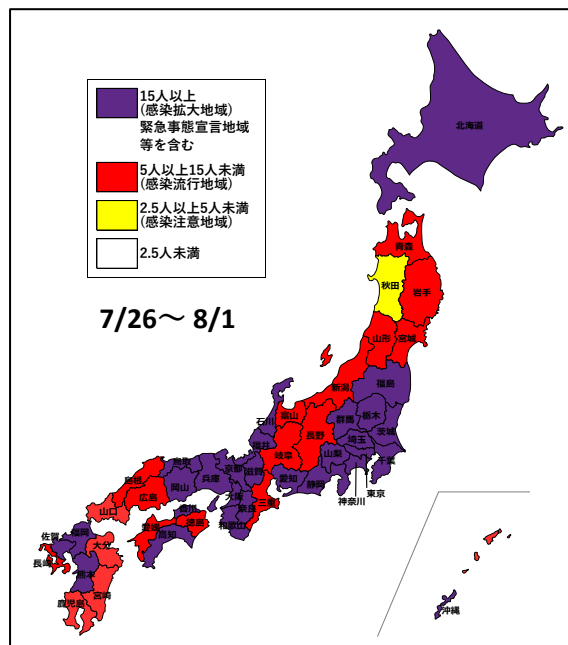 15人以上
(感染拡大地域)
緊急事態宣言地域
等を含む
5人以上15人未満
(感染流行地域)
2.5人以上5人未満
(感染注意地域)
2.5人未満
7/26～ 8/1
北海道
青森
秋田
岩手
山形
宮城
福島
新潟
石川
富山
群馬
栃木
茨城
長野
埼玉
福井
岐阜
山梨
千葉
鳥取
京都
滋賀
愛知
静岡
神奈川
東京
島根
岡山
兵庫
広島
大阪
奈良
三重
山口
香川
徳島
和歌山
愛媛
高知
佐賀
福岡
大分
長崎
熊本
宮崎
鹿児島
沖縄